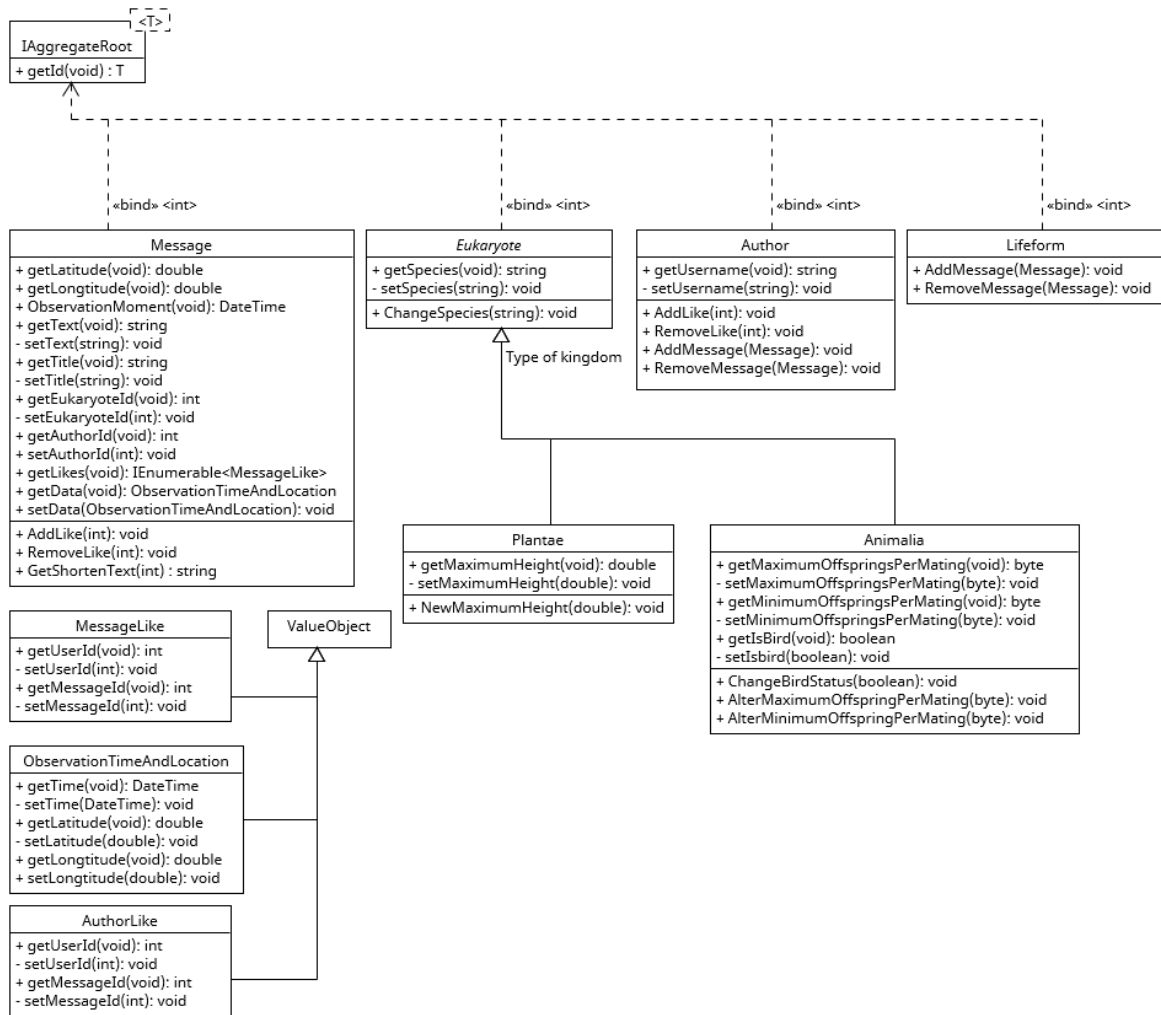 <T>
IAggregateRoot
+ getId(void) : T
«bind» <int>
«bind» <int>
«bind» <int>
«bind» <int>
Message
+ getLatitude(void): double
+ getLongtitude(void): double
+ ObservationMoment(void): DateTime
+ getText(void): string
- setText(string): void
+ getTitle(void): string
- setTitle(string): void
+ getEukaryoteId(void): int
- setEukaryoteId(int): void
+ getAuthorId(void): int
+ setAuthorId(int): void
+ getLikes(void): IEnumerable<MessageLike>
+ getData(void): ObservationTimeAndLocation
+ setData(ObservationTimeAndLocation): void
+ AddLike(int): void
+ RemoveLike(int): void
+ GetShortenText(int) : string
Eukaryote
+ getSpecies(void): string
- setSpecies(string): void
+ ChangeSpecies(string): void
Type of kingdom
Author
+ getUsername(void): string
- setUsername(string): void
+ AddLike(int): void
+ RemoveLike(int): void
+ AddMessage(Message): void
+ RemoveMessage(Message): void
Lifeform
+ AddMessage(Message): void
+ RemoveMessage(Message): void
Plantae
+ getMaximumHeight(void): double
- setMaximumHeight(double): void
+ NewMaximumHeight(double): void
Animalia
+ getMaximumOffspringsPerMating(void): byte
- setMaximumOffspringsPerMating(byte): void
+ getMinimumOffspringsPerMating(void): byte
- setMinimumOffspringsPerMating(byte): void
+ getIsBird(void): boolean
- setIsbird(boolean): void
+ ChangeBirdStatus(boolean): void
+ AlterMaximumOffspringPerMating(byte): void
+ AlterMinimumOffspringPerMating(byte): void
MessageLike
+ getUserId(void): int
- setUserId(int): void
+ getMessageId(void): int
- setMessageId(int): void
ValueObject
ObservationTimeAndLocation
+ getTime(void): DateTime
- setTime(DateTime): void
+ getLatitude(void): double
- setLatitude(double): void
+ getLongtitude(void): double
+ setLongtitude(double): void
AuthorLike
+ getUserId(void): int
- setUserId(int): void
+ getMessageId(void): int
- setMessageId(int): void